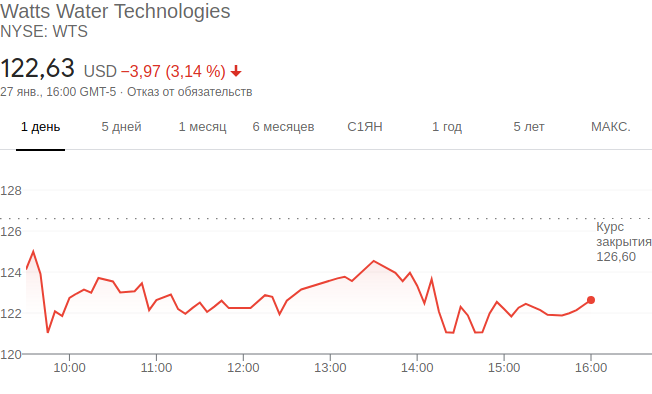 Watts Water Technologies
NYSE: WTS
122,63 USD −3,97 (3,14 %)
27 янв., 16:00 GMT-5 · Отказ от обязательств
1 день 5 дней 1 месяц 6 месяцев С1ЯН 1 год 5 лет МАКС.
128
126
124
122
120
Курс
закрытия
126,60
10:00 11:00 12:00 13:00 14:00 15:00 16:00